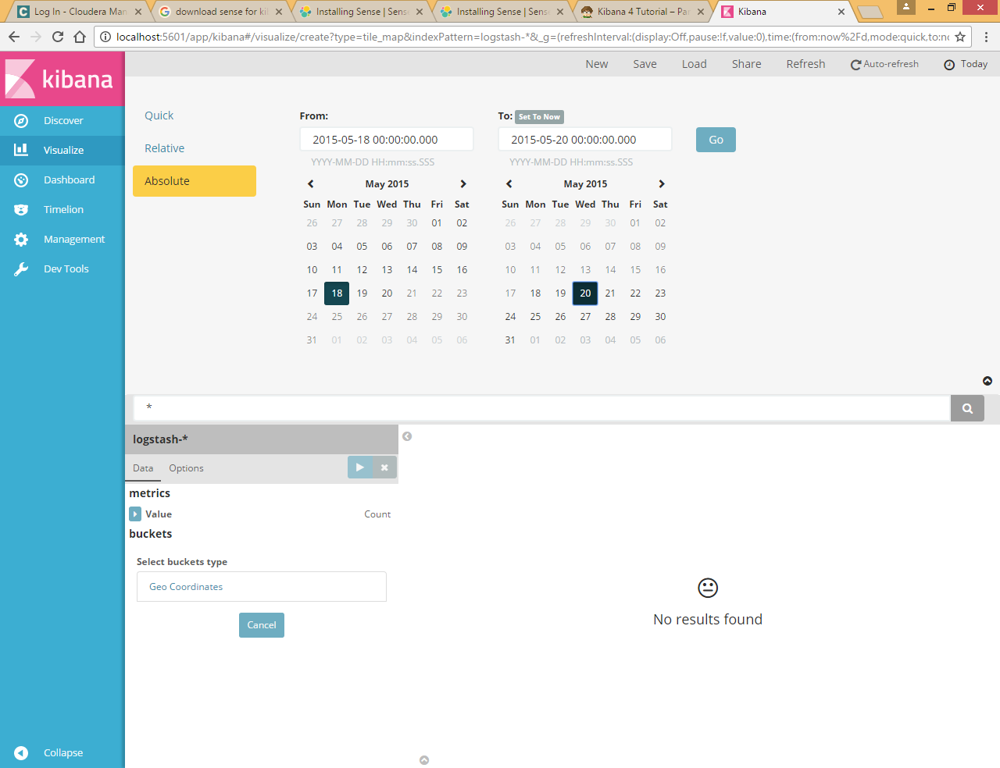 Log In - Cloudera Man
download sense for ki
Installing Sense | Sens
Installing Sense | Sens
Kibana 4 Tutorial – Pa
Kibana
localhost:5601/app/kibana#/visualize/create?type=tile_map&indexPattern=logstash-*&_g=(refreshInterval:(display:Off,pause:!f,value:0),time:(from:now%2Fd,mode:quick,to:no
kibana
New Save Load Share Refresh Auto-refresh Today
Discover
Visualize
Dashboard
Timelion
Management
Dev Tools
Collapse
Quick
Relative
Absolute
From:
2015-05-18 00:00:00.000
YYYY-MM-DD HH:mm:ss.SSS
May 2015
Sun Mon Tue Wed Thu Fri Sat
26 27 28 29 30 01 02
03 04 05 06 07 08 09
10 11 12 13 14 15 16
17 18 19 20 21 22 23
24 25 26 27 28 29 30
31 01 02 03 04 05 06
To: Set To Now
2015-05-20 00:00:00.000
YYYY-MM-DD HH:mm:ss.SSS
May 2015
Sun Mon Tue Wed Thu Fri Sat
26 27 28 29 30 01 02
03 04 05 06 07 08 09
10 11 12 13 14 15 16
17 18 19 20 21 22 23
24 25 26 27 28 29 30
31 01 02 03 04 05 06
Go
*
logstash-*
Data Options
metrics
Value Count
buckets
Select buckets type
Geo Coordinates
Cancel
No results found